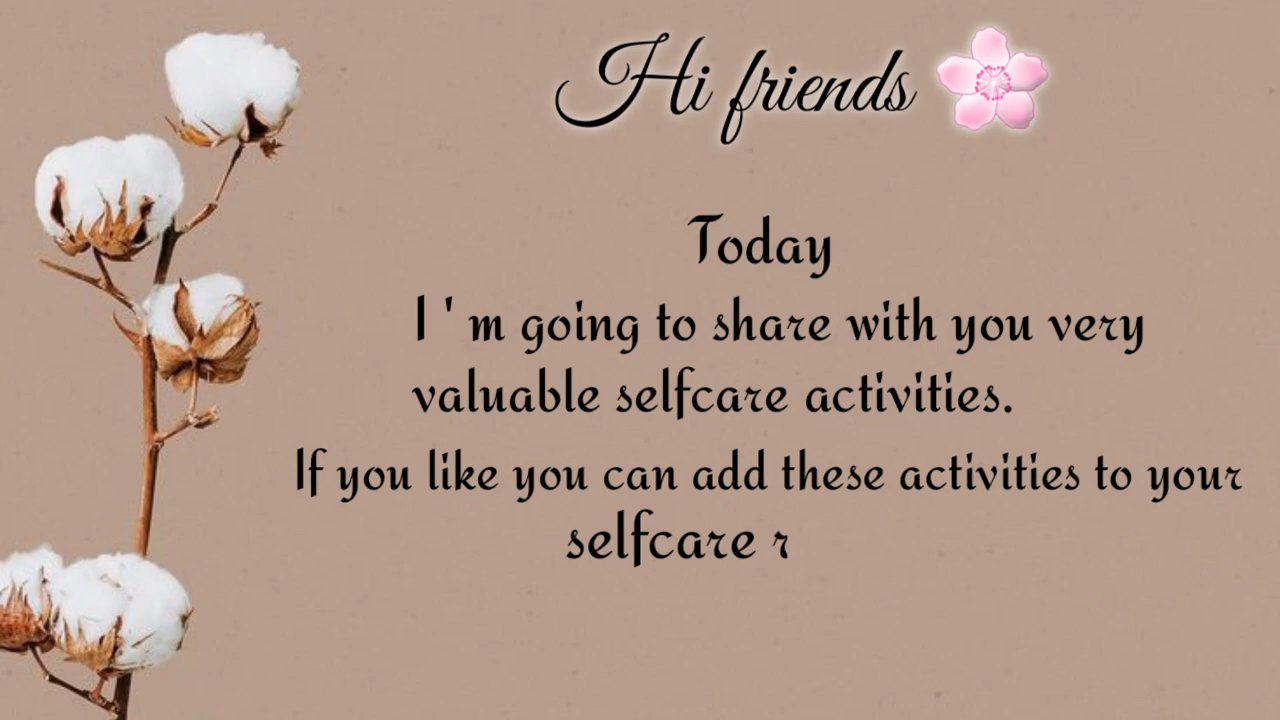 Hi friends
Today
I ' m going to share with you very
valuable selfcare activities.
If you like you can add these activities to your
selfcare r